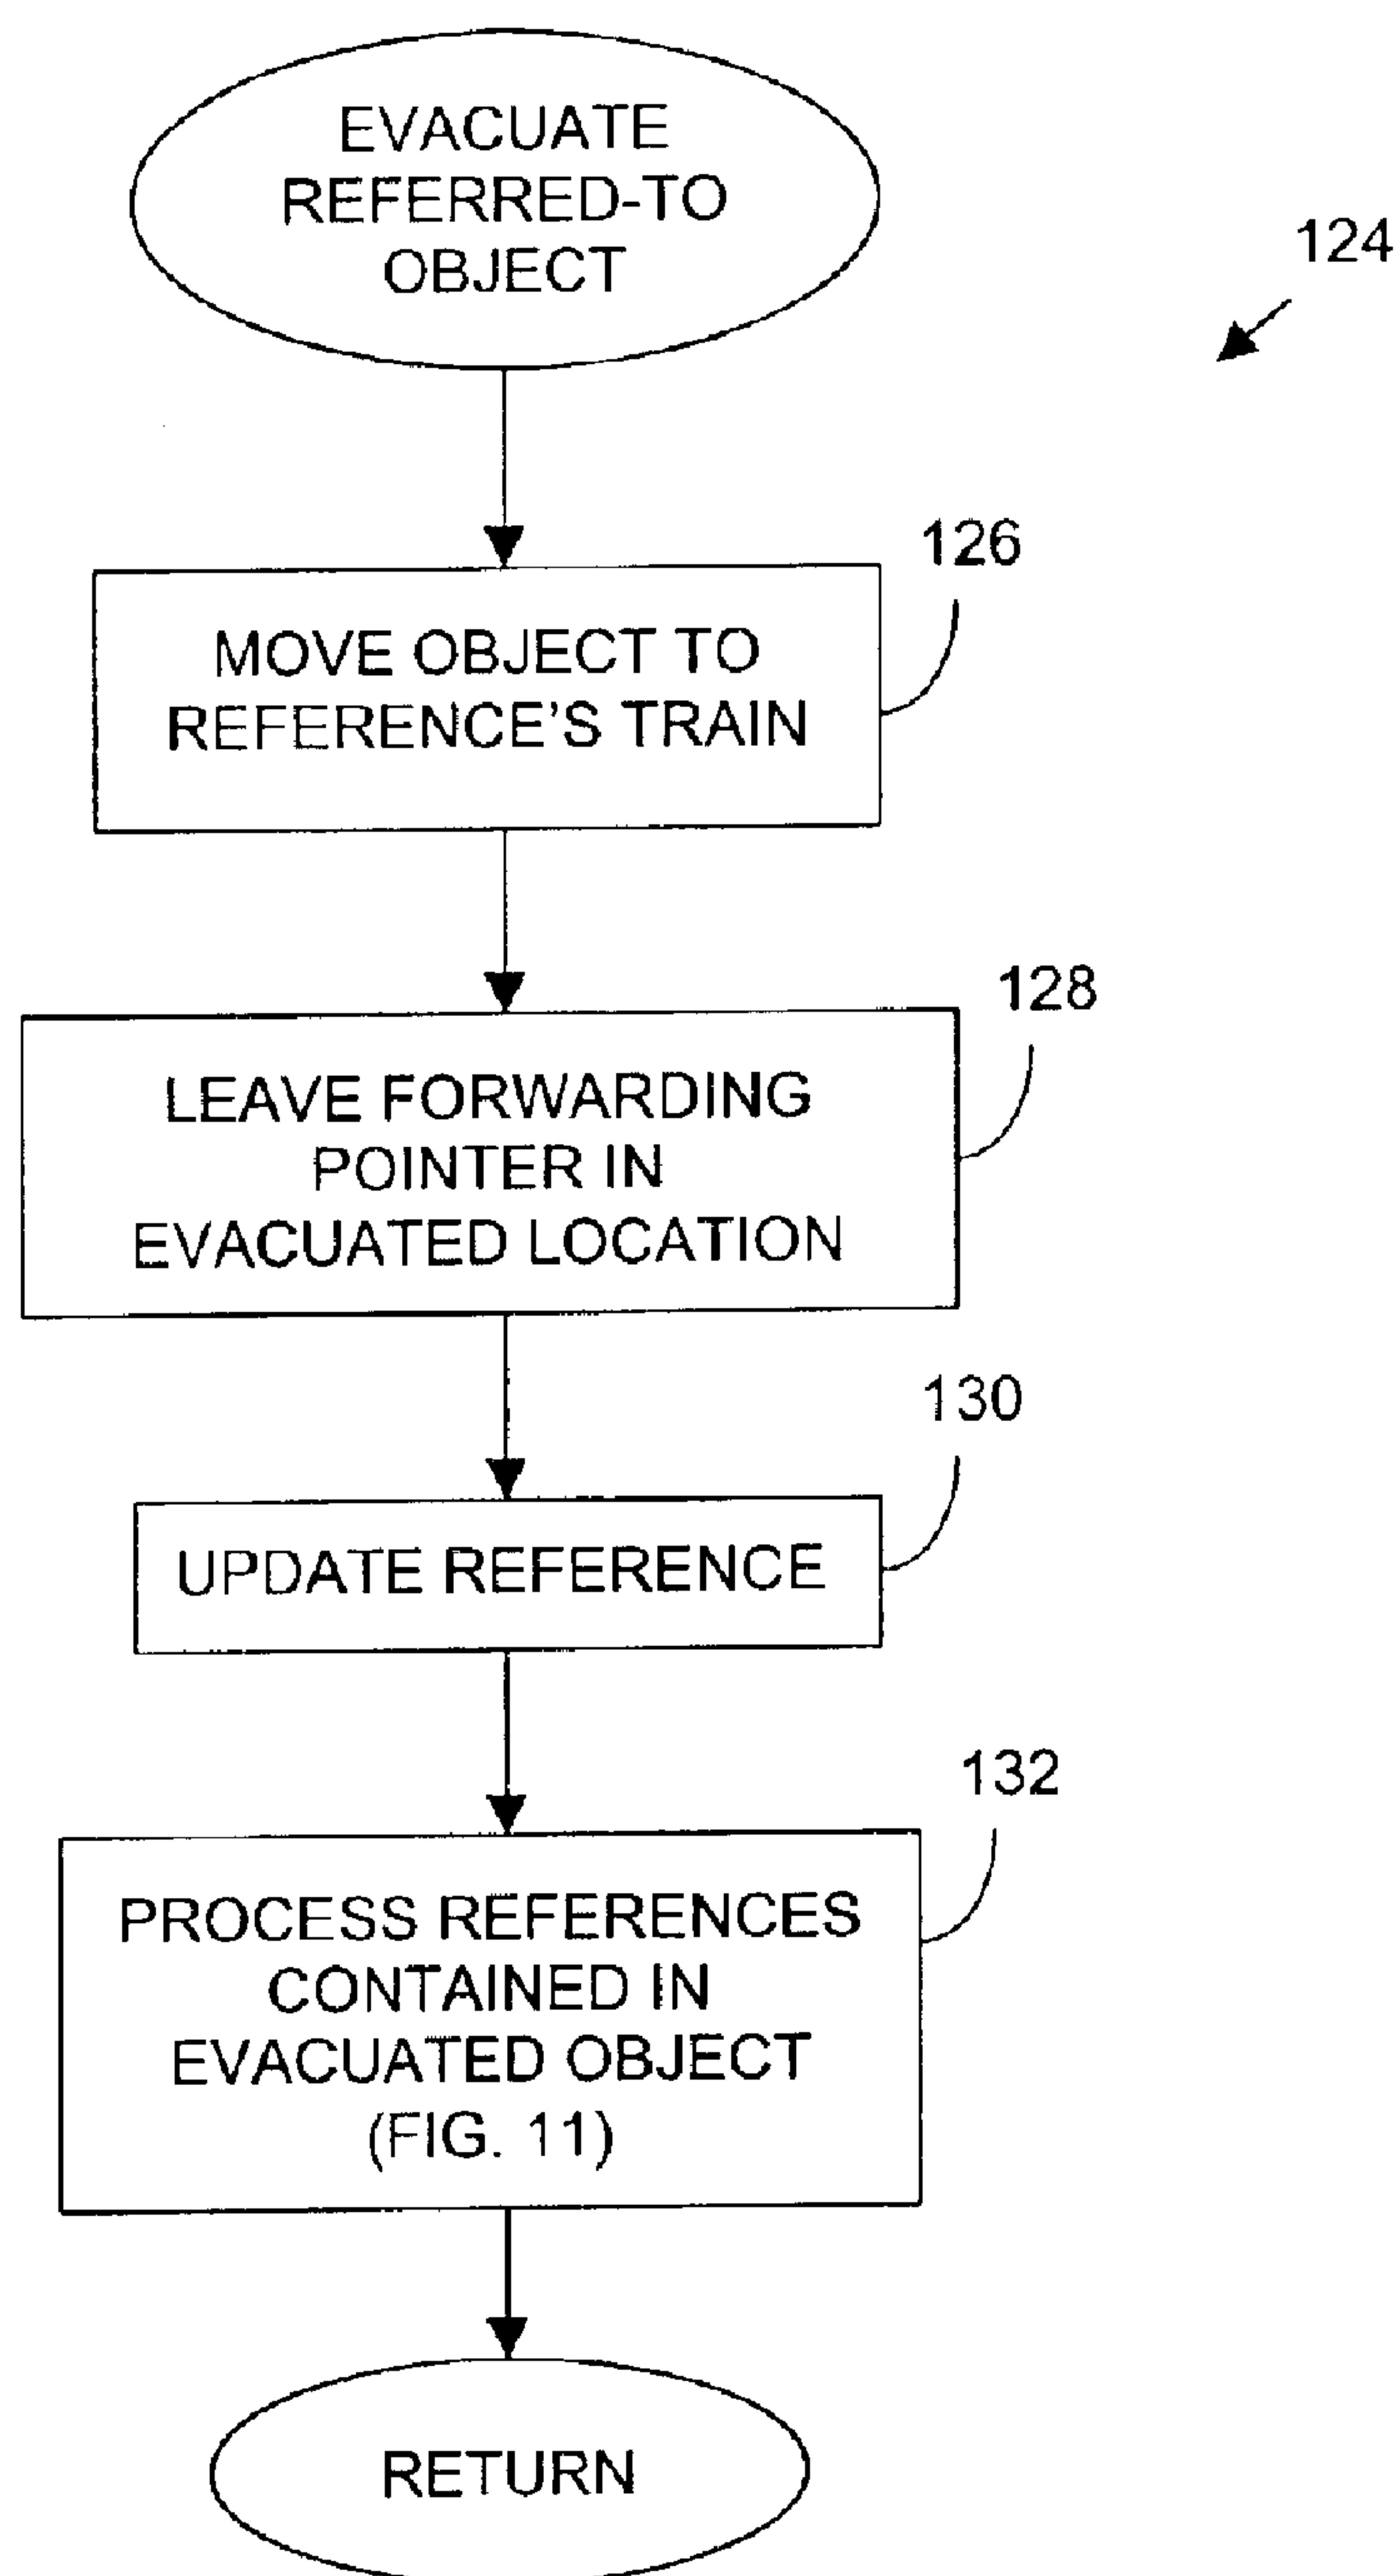 EVACUATE
REFERRED-TO
OBJECT
124
126
MOVE OBJECT TO
REFERENCE'S TRAIN
128
LEAVE FORWARDING
POINTER IN
EVACUATED LOCATION
130
UPDATE REFERENCE
132
PROCESS REFERENCES
CONTAINED IN
EVACUATED OBJECT
(FIG. 11)
RETURN